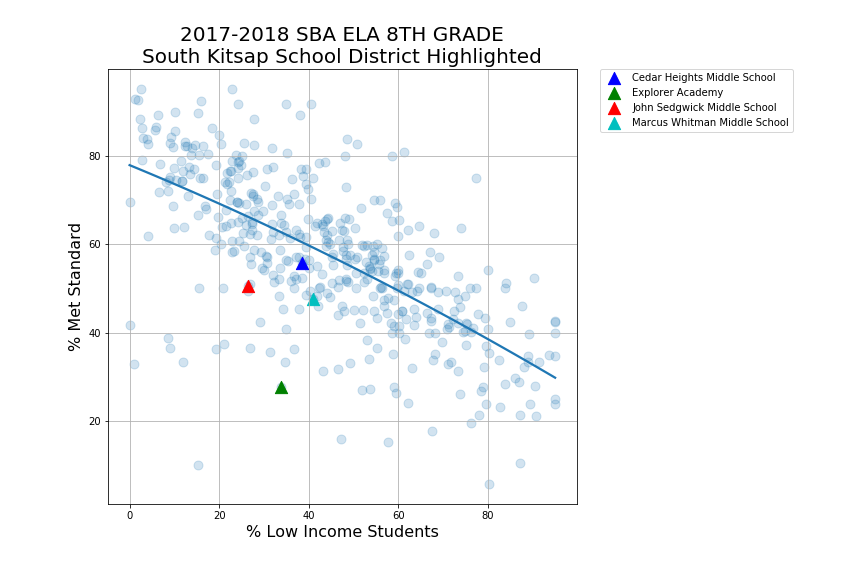 2017-2018 SBA ELA 8TH GRADE
South Kitsap School District Highlighted
Cedar Heights Middle School
Explorer Academy
John Sedgwick Middle School
Marcus Whitman Middle School
% Met Standard
80
60
40
20
0 20 40 60 80
% Low Income Students